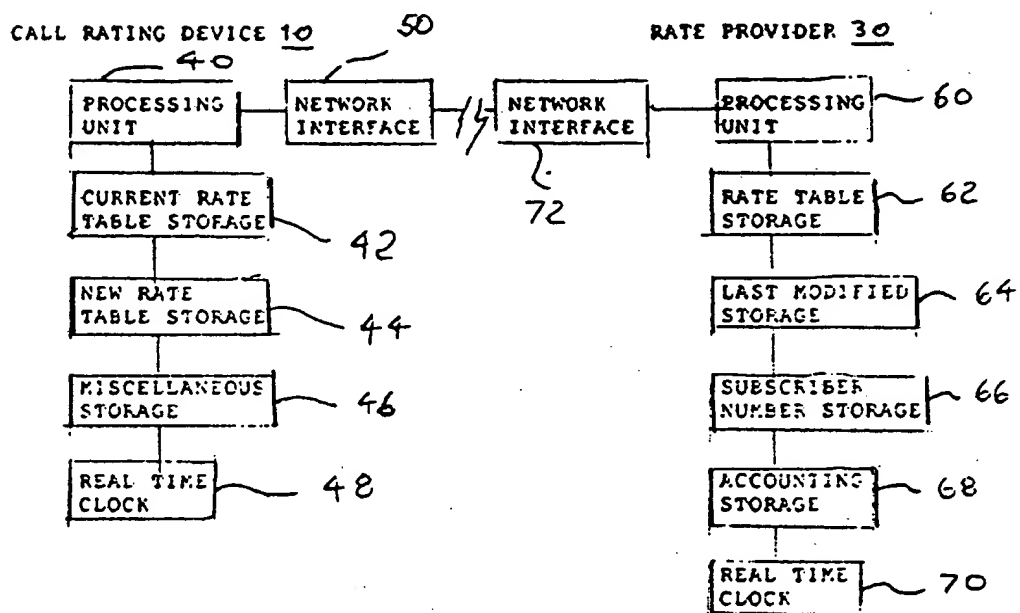 CALL RATING DEVICE 10
50
RATE PROVIDER 30
40
PROCESSING
UNIT
NETWORK
INTERFACE
NETWORK
INTERFACE
PROCESSING
UNIT
60
72
CURRENT RATE
TABLE STORAGE
42
RATE TABLE
STORAGE
62
NEW RATE
TABLE STORAGE
44
LAST MODIFIED
STORAGE
64
MISCELLANEOUS
STORAGE
46
SUBSCRIBER
NUMBER STORAGE
66
REAL TIME
CLOCK
48
ACCOUNTING
STORAGE
68
REAL TIME
CLOCK
70